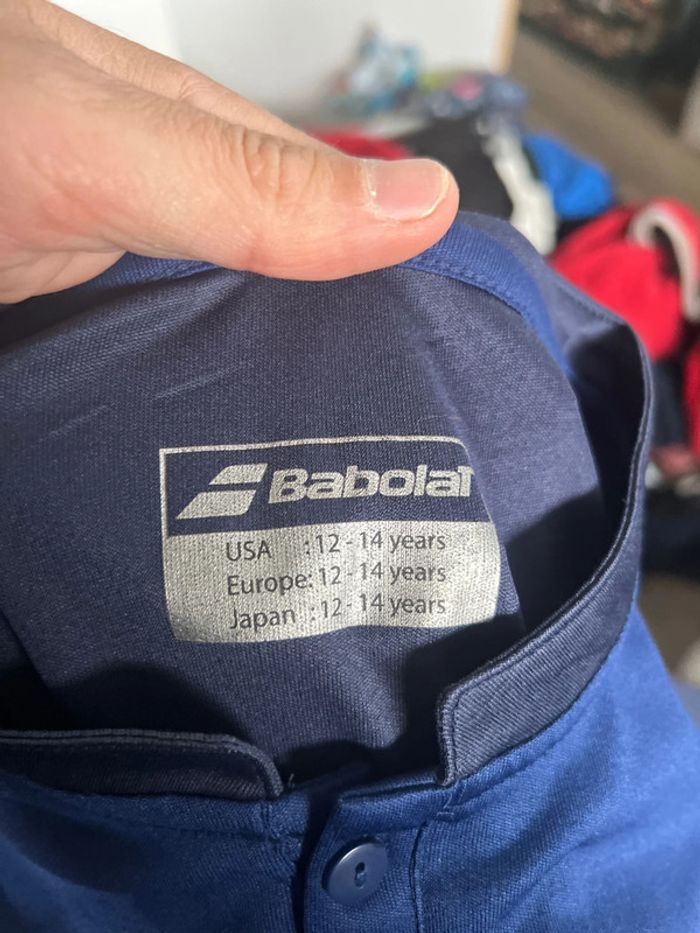 Babolat
USA : 12 - 14 years
Europe: 12 - 14 years
Japan : 12 - 14 years